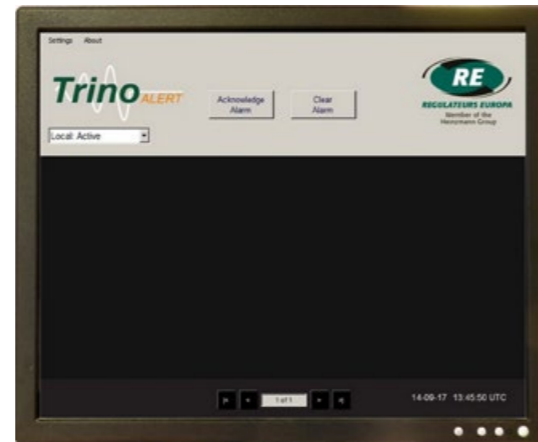 Settings About
Trino ALERT
Acknowledge
Alarm
Clear
Alarm
RE
REGULATEURS EUROPA
Member of the
Heinzmann Group
Local: Active
1 of 1
14-09-17 13:45:50 UTC